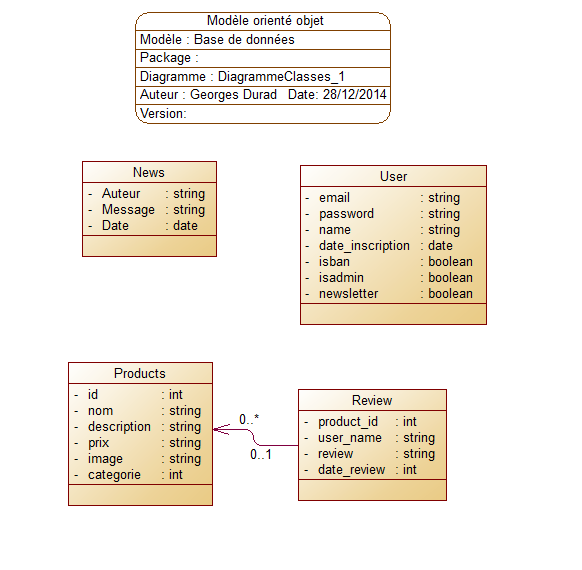 Modèle orienté objet
Modèle : Base de données
Package :
Diagramme : DiagrammeClasses_1
Auteur : Georges Durad Date: 28/12/2014
Version:
News
- Auteur : string
- Message : string
- Date : date
User
- email : string
- password : string
- name : string
- date_inscription : date
- isban : boolean
- isadmin : boolean
- newsletter : boolean
Products
- id : int
- nom : string
- description : string
- prix : string
- image : string
- categorie : int
0..*
0..1
Review
- product_id : int
- user_name : string
- review : string
- date_review : int